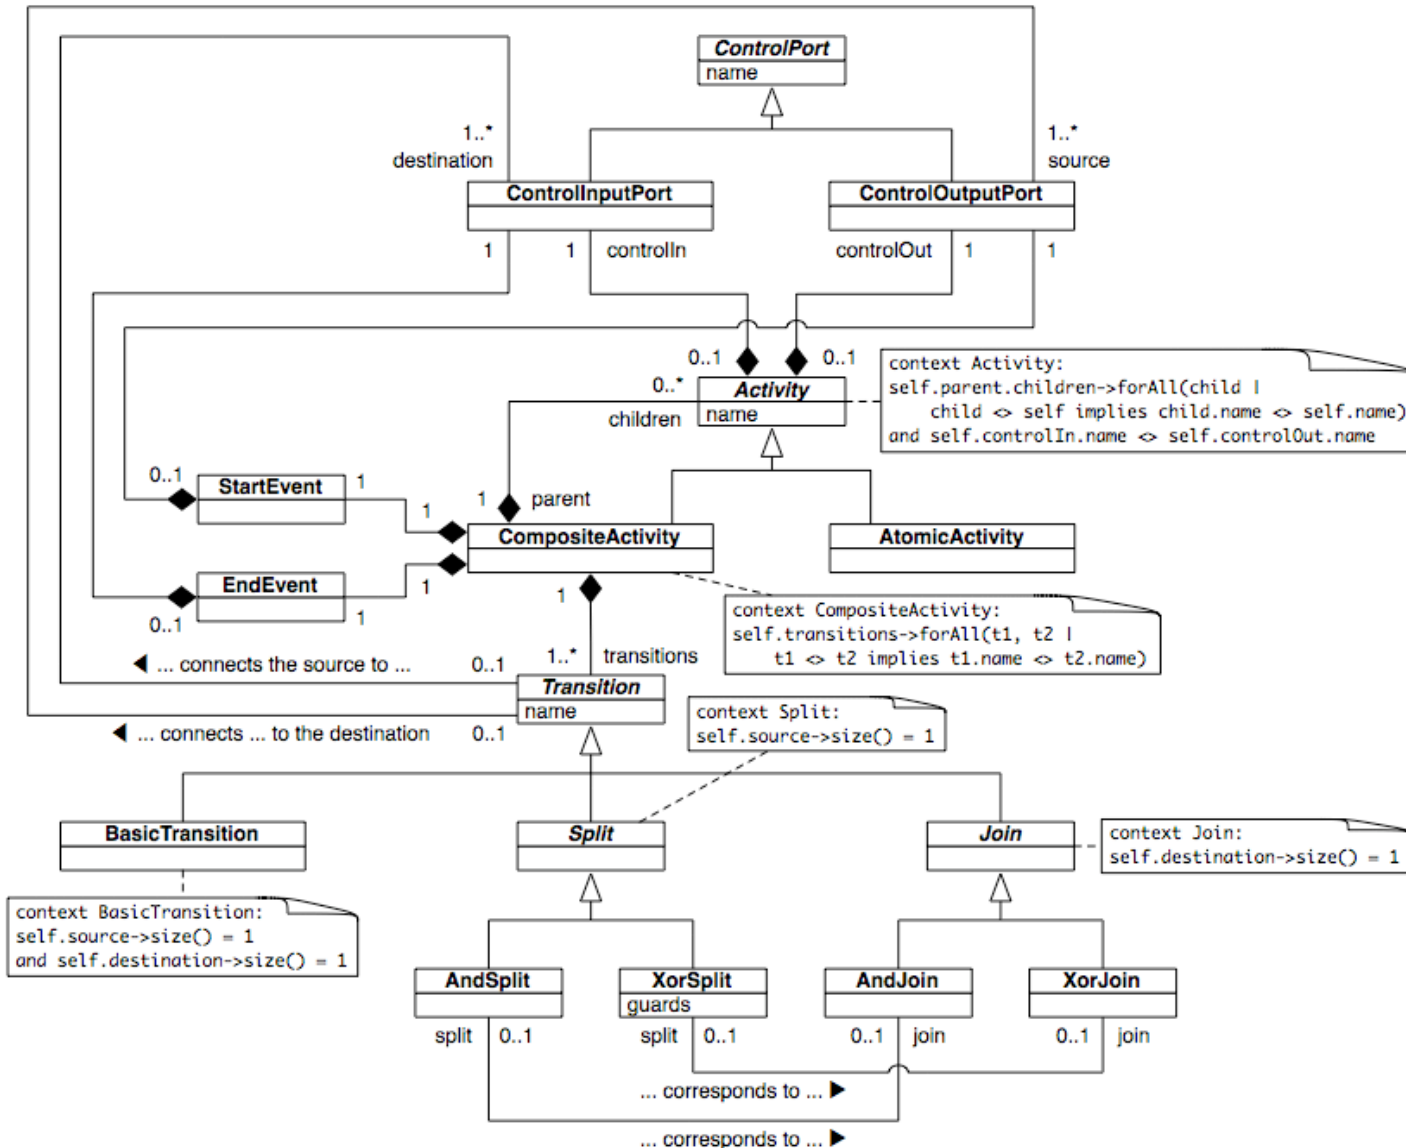 ControlPort
name
1..*
destination
1..*
source
ControlInputPort
ControlOutputPort
1
1
controlIn
controlOut
1
1
0..1
0..1
context Activity:
self.parent.children->forAll(child |
child <> self implies child.name <> self.name)
and self.controlIn.name <> self.controlOut.name
0..*
children
Activity
name
0..1
StartEvent
1
1
1
parent
CompositeActivity
AtomicActivity
EndEvent
0..1
1
1
1
context CompositeActivity:
self.transitions->forAll(t1, t2 |
t1 <> t2 implies t1.name <> t2.name)
◀ ... connects the source to ...
0..1
1..*
transitions
Transition
name
◀ ... connects ... to the destination
0..1
context Split:
self.source->size() = 1
BasicTransition
Split
Join
context Join:
self.destination->size() = 1
context BasicTransition:
self.source->size() = 1
and self.destination->size() = 1
AndSplit
XorSplit
guards
AndJoin
XorJoin
split
0..1
split
0..1
0..1
join
0..1
join
... corresponds to ... ▶
... corresponds to ... ▶